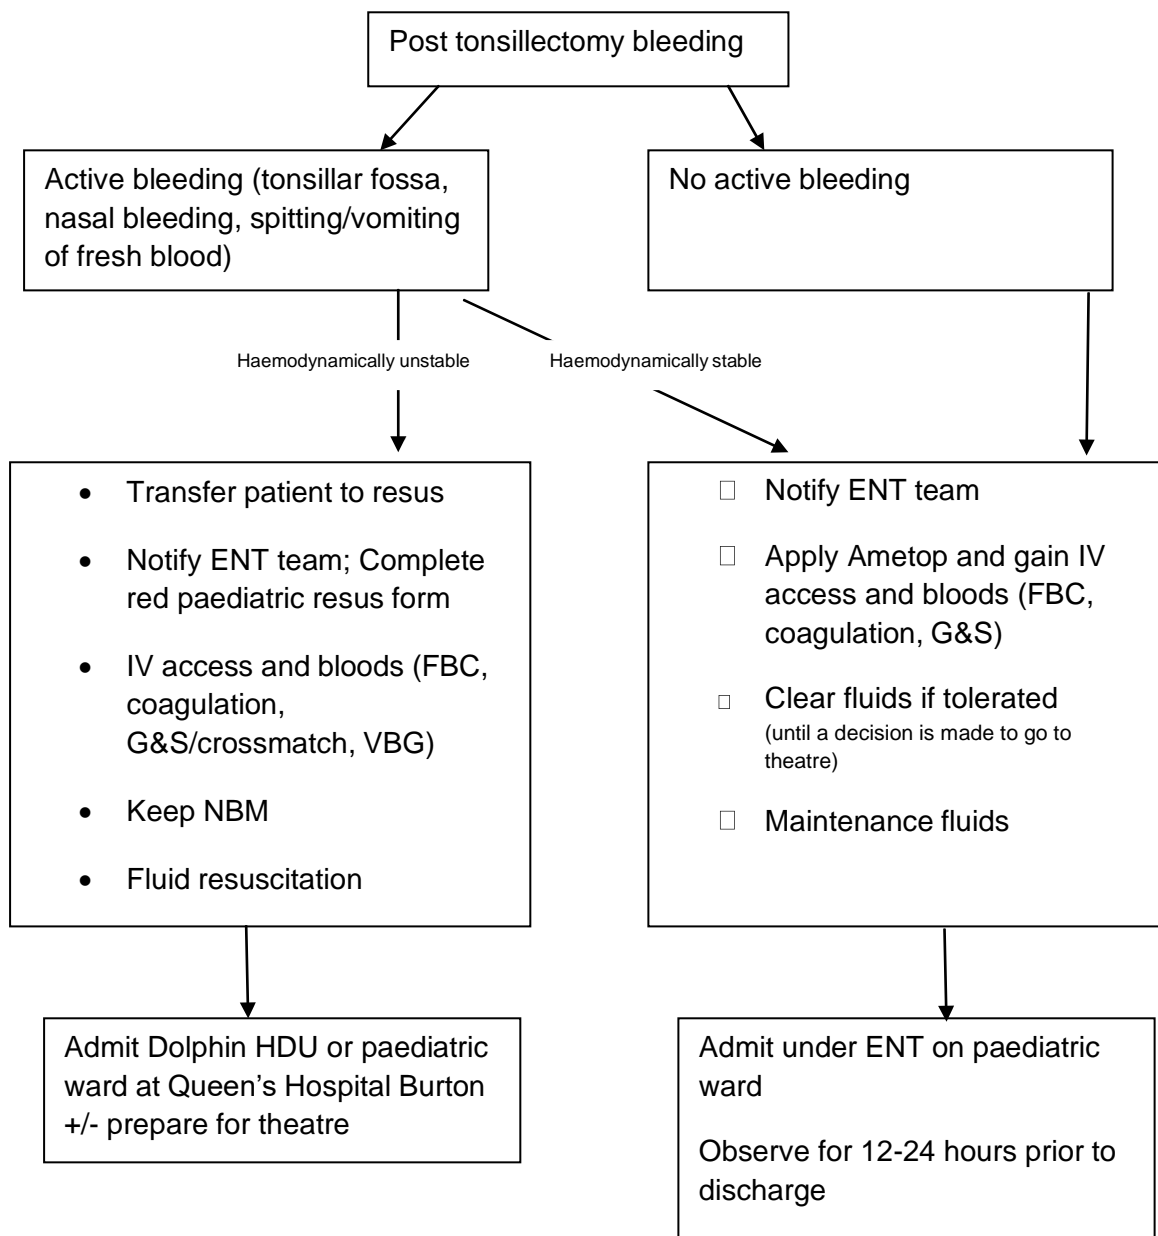 Post tonsillectomy bleeding
Active bleeding (tonsillar fossa,
nasal bleeding, spitting/vomiting
of fresh blood)
No active bleeding
Haemodynamically unstable
Haemodynamically stable
• Transfer patient to resus
• Notify ENT team; Complete
red paediatric resus form
• IV access and bloods (FBC,
coagulation,
G&S/crossmatch, VBG)
• Keep NBM
• Fluid resuscitation
Notify ENT team
Apply Ametop and gain IV
access and bloods (FBC,
coagulation, G&S)
Clear fluids if tolerated
(until a decision is made to go to
theatre)
Maintenance fluids
Admit Dolphin HDU or paediatric
ward at Queen’s Hospital Burton
+/- prepare for theatre
Admit under ENT on paediatric
ward
Observe for 12-24 hours prior to
discharge